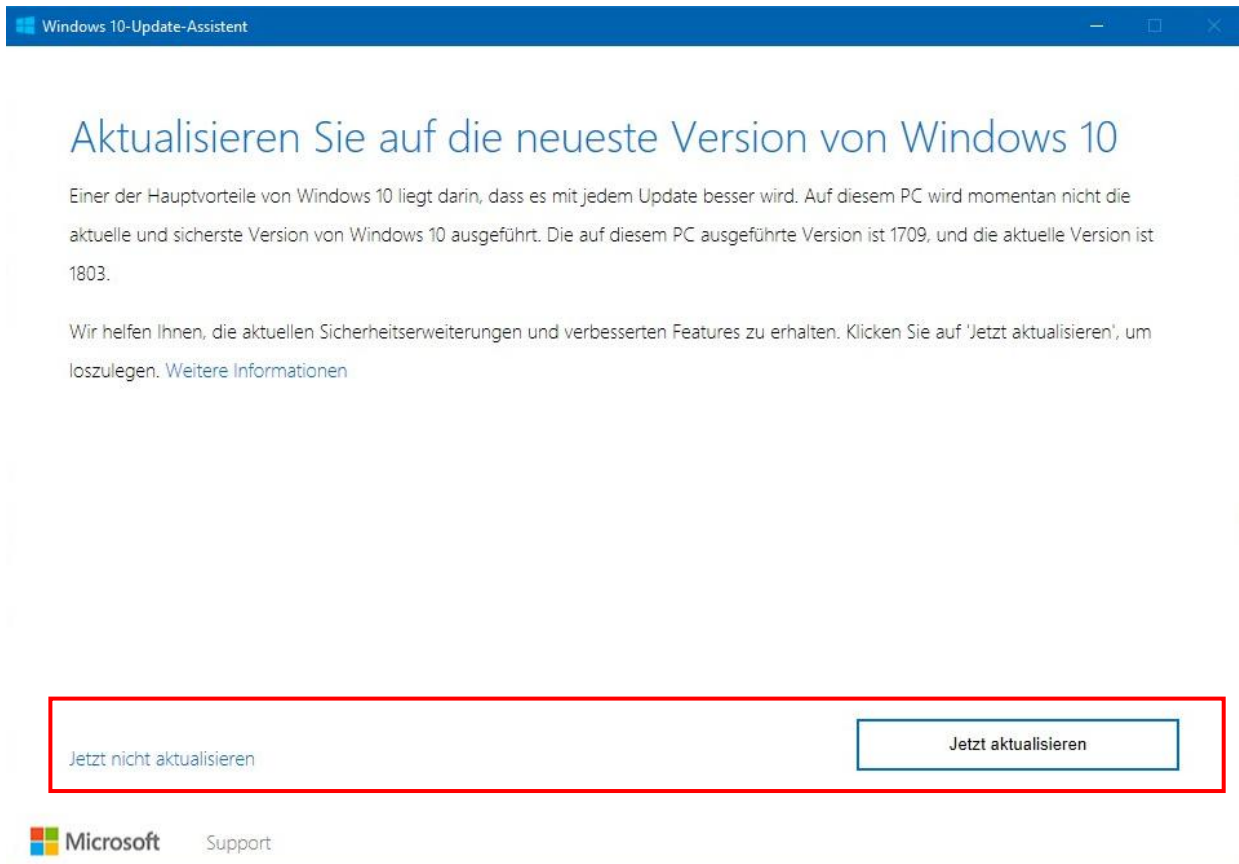 Windows 10-Update-Assistent
Aktualisieren Sie auf die neueste Version von Windows 10
Einer der Hauptvorteile von Windows 10 liegt darin, dass es mit jedem Update besser wird. Auf diesem PC wird momentan nicht die
aktuelle und sicherste Version von Windows 10 ausgeführt. Die auf diesem PC ausgeführte Version ist 1709, und die aktuelle Version ist
1803.
Wir helfen Ihnen, die aktuellen Sicherheitserweiterungen und verbesserten Features zu erhalten. Klicken Sie auf 'Jetzt aktualisieren', um
loszulegen. Weitere Informationen
Jetzt nicht aktualisieren
Jetzt aktualisieren
Microsoft Support